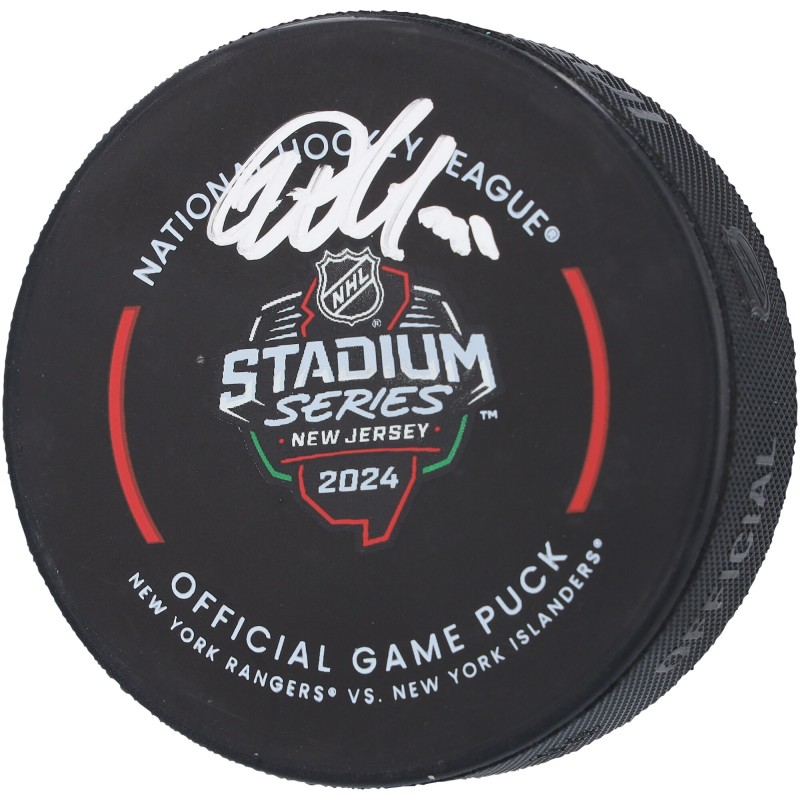 NATIONAL HOCKEY LEAGUE®
NHL
®
STADIUM
SERIES™
· NEW JERSEY ·
2024
OFFICIAL GAME PUCK
NEW YORK RANGERS® VS. NEW YORK ISLANDERS®
OFFICIAL